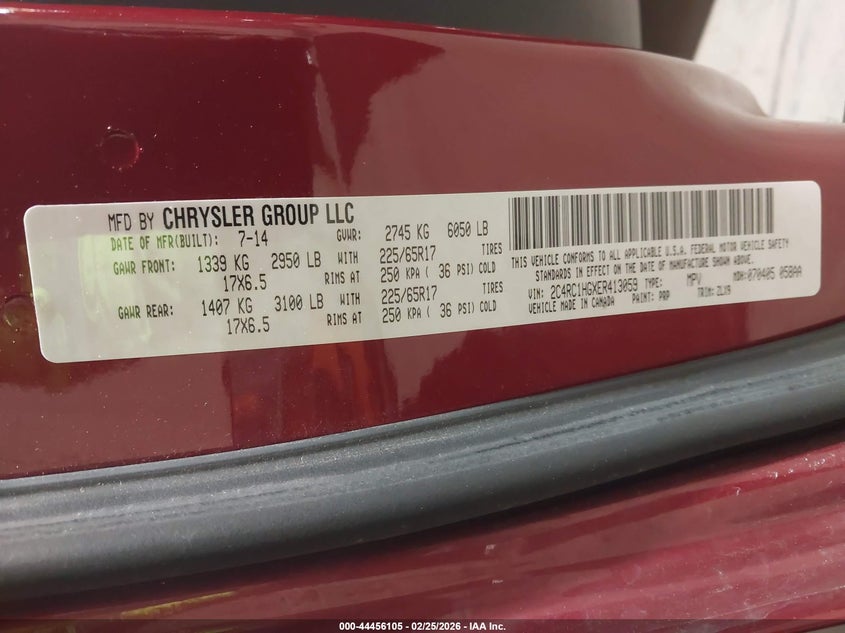 MFD BY CHRYSLER GROUP LLC
DATE OF MFR(BUILT): 7-14 GVWR: 2745 KG 6050 LB
GAWR FRONT: 1339 KG 2950 LB WITH 225/65R17 TIRES
17X6.5 RIMS AT 250 KPA ( 36 PSI) COLD
GAWR REAR: 1407 KG 3100 LB WITH 225/65R17 TIRES
17X6.5 RIMS AT 250 KPA ( 36 PSI) COLD
THIS VEHICLE CONFORMS TO ALL APPLICABLE U.S.A. FEDERAL MOTOR VEHICLE SAFETY
STANDARDS IN EFFECT ON THE DATE OF MANUFACTURE SHOWN ABOVE.
VIN: 2C4RC1HGXER413059 TYPE: MPV MDH: 070405 058AA
VEHICLE MADE IN CANADA PAINT: PRP TRIM: ZLX9
000-44456105 - 02/25/2026 - IAA Inc.